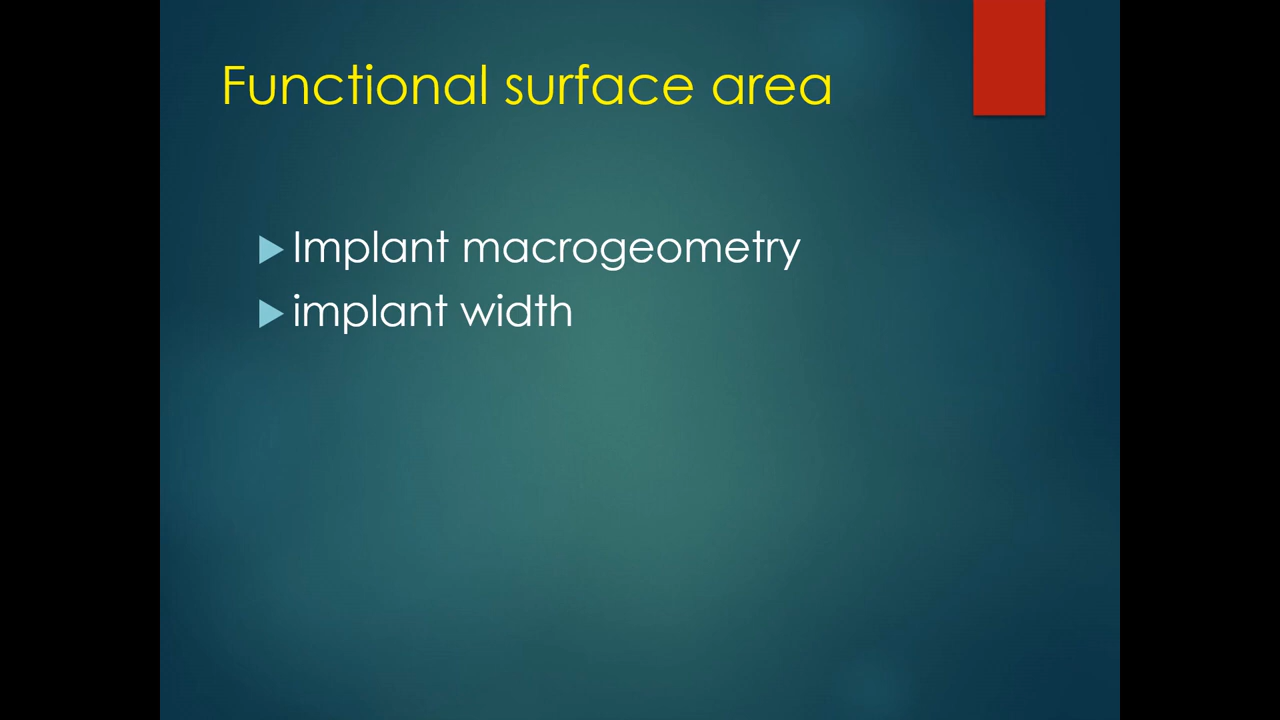 Functional surface area
Implant macrogeometry
implant width